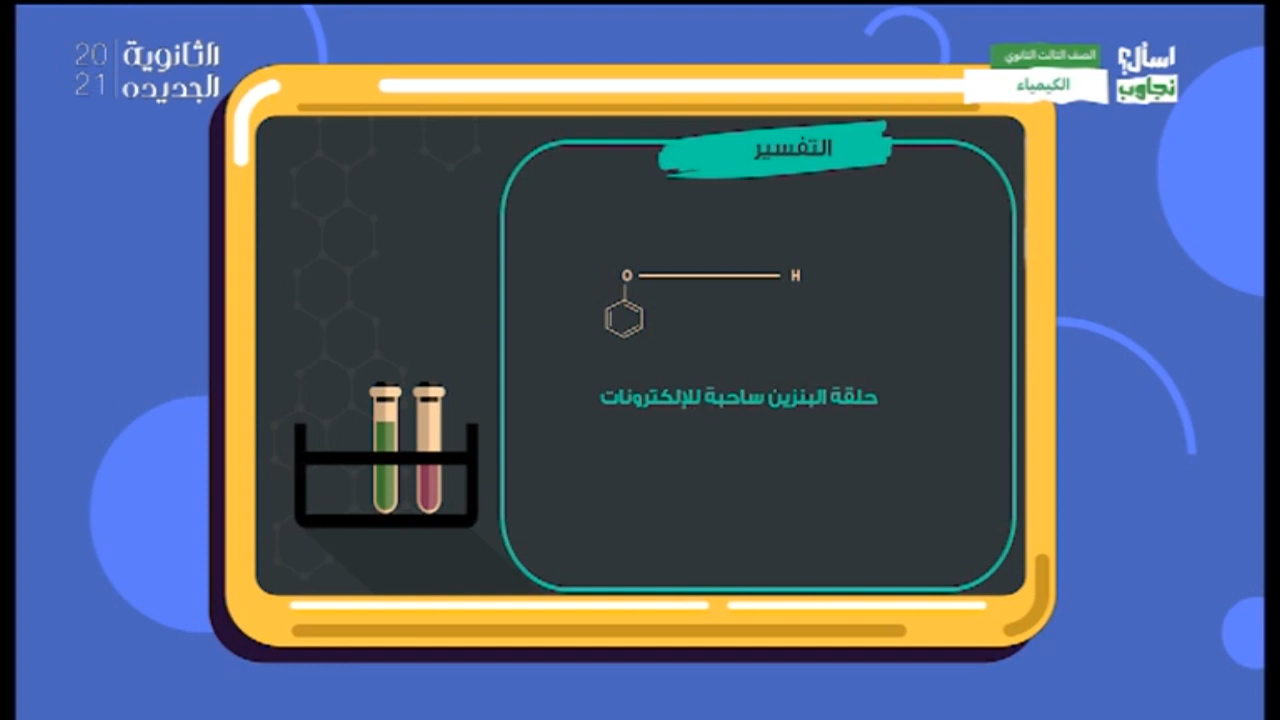 الثانوية
الجديده
20
21
اسأل؟
نجاوب
الصف الثالث الثانوي
الكيمياء
التفسير
O H
حلقة البنزين ساحبة للإلكترونات